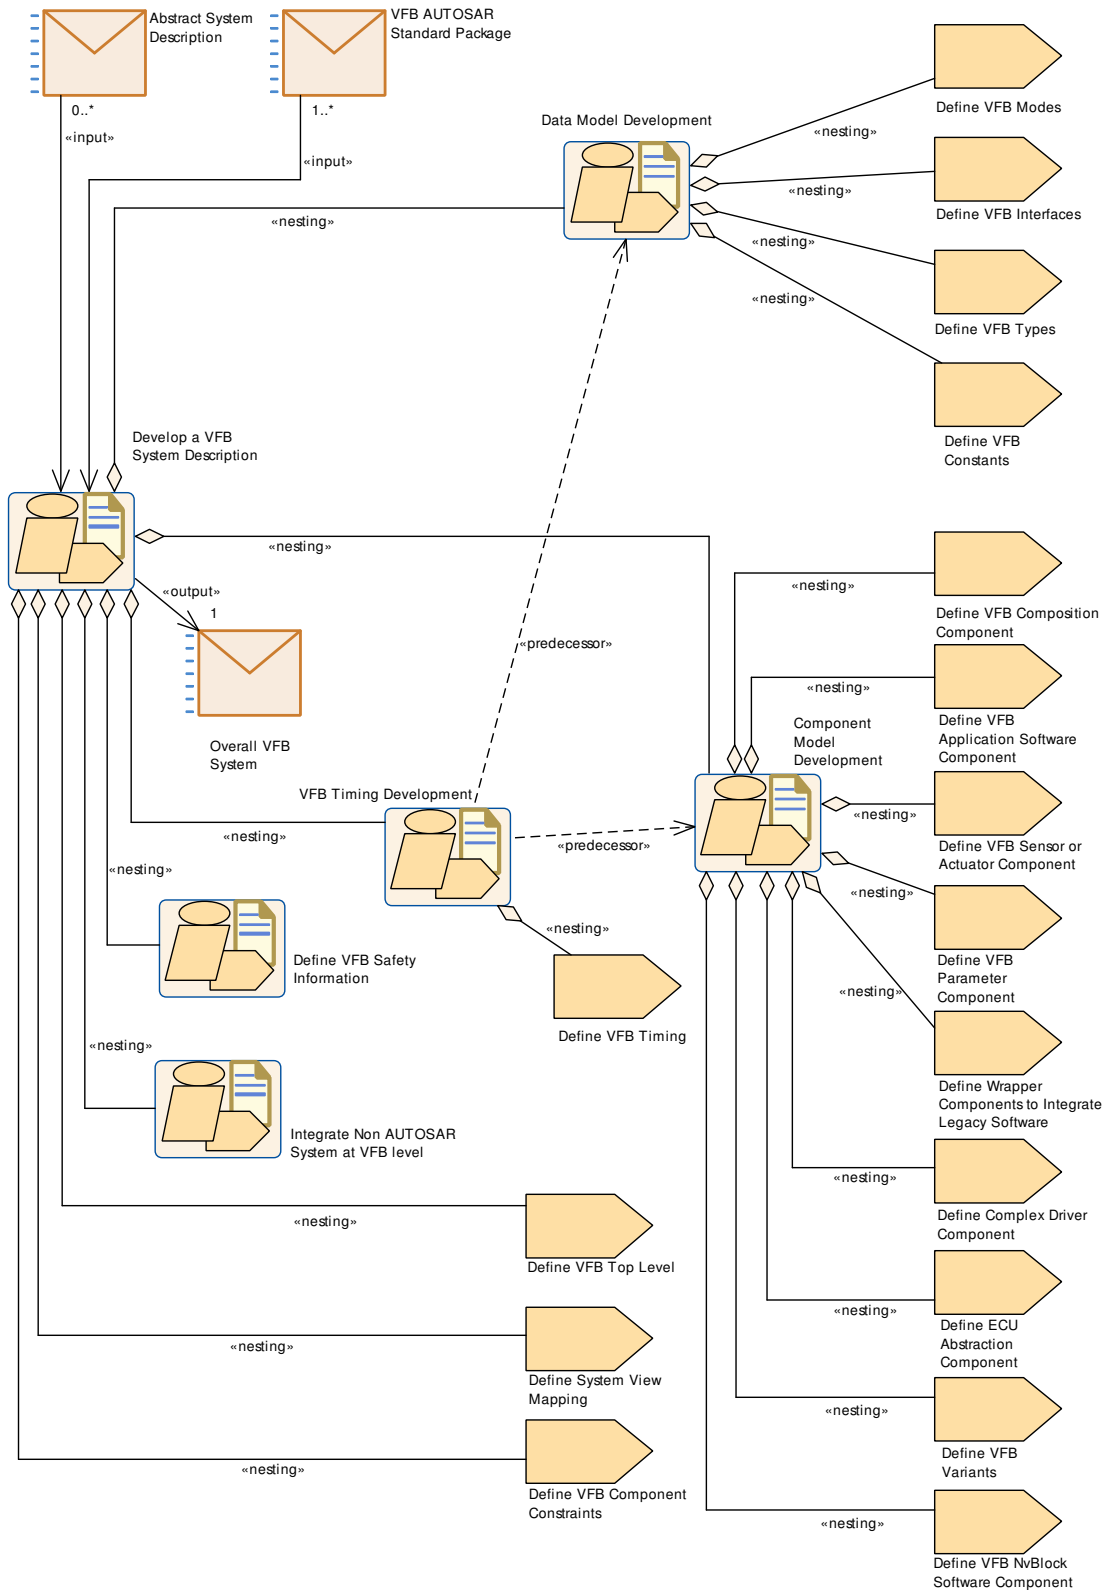 Abstract System
Description
VFB AUTOSAR
Standard Package
0..*
«input»
1..*
«input»
Data Model Development
«nesting»
Define VFB Modes
«nesting»
Define VFB Interfaces
«nesting»
«nesting»
Define VFB Types
«nesting»
Define VFB
Constants
Develop a VFB
System Description
«nesting»
«output»
1
Overall VFB
System
«predecessor»
«nesting»
Define VFB Composition
Component
«nesting»
Define VFB
Application Software
Component
Component
Model
Development
«nesting»
Define VFB Sensor or
Actuator Component
VFB Timing Development
«nesting»
«predecessor»
«nesting»
Define VFB
Parameter
Component
«nesting»
Define VFB Safety
Information
«nesting»
Define VFB Timing
«nesting»
Define Wrapper
Components to Integrate
Legacy Software
«nesting»
Integrate Non AUTOSAR
System at VFB level
«nesting»
Define Complex Driver
Component
«nesting»
Define VFB Top Level
«nesting»
Define ECU
Abstraction
Component
«nesting»
Define System View
Mapping
«nesting»
Define VFB
Variants
«nesting»
Define VFB Component
Constraints
«nesting»
Define VFB NvBlock
Software Component